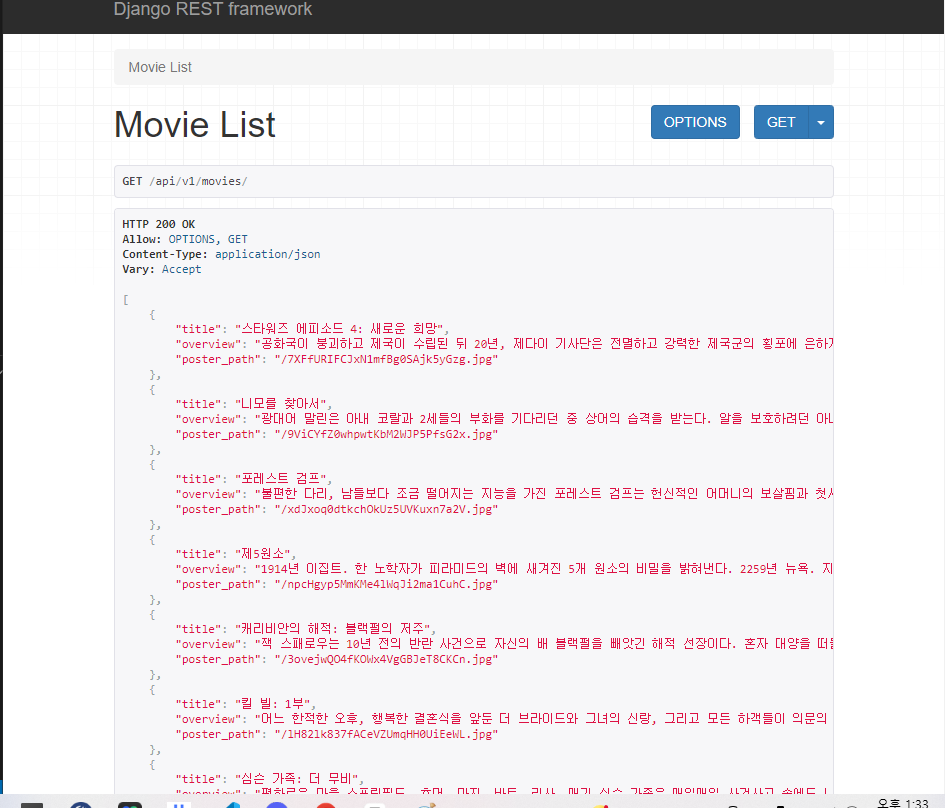 Django REST framework
Movie List
Movie List
OPTIONS
GET
GET /api/v1/movies/
HTTP 200 OK
Allow: OPTIONS, GET
Content-Type: application/json
Vary: Accept
[
{
"title": "스타워즈 에피소드 4: 새로운 희망",
"overview": "공화국이 붕괴하고 제국이 수립된 뒤 20년, 제다이 기사단은 전멸하고 강력한 제국군의 횡포에 은하계
"poster_path": "/7XFfURIFCJxN1mfBg0SAjk5yGzg.jpg"
},
{
"title": "니모를 찾아서",
"overview": "광대어 말린은 아내 코랄과 2세들의 부화를 기다리던 중 상어의 습격을 받는다. 알을 보호하려던
"poster_path": "/9ViCYfZ0whpwtKbM2WJP5PfsG2x.jpg"
},
{
"title": "포레스트 검프",
"overview": "불편한 다리, 남들보다 조금 떨어지는 지능을 가진 포레스트 검프는 헌신적인 어머니의 보살핌과
"poster_path": "/xdJxoq0dtkchOkUz5UVKuxn7a2V.jpg"
},
{
"title": "제5원소",
"overview": "1914년 이집트. 한 노학자가 피라미드의 벽에 새겨진 5개 원소의 비밀을 밝혀낸다. 2259년 뉴욕.
"poster_path": "/npcHgyp5MmKMe4lWqJi2ma1CuhC.jpg"
},
{
"title": "캐리비안의 해적: 블랙펄의 저주",
"overview": "잭 스패로우는 10년 전의 반란 사건으로 자신의 배 블랙펄을 빼앗긴 해적 선장이다. 혼자 대양을
"poster_path": "/3ovejwQO4fKOWx4VgGBJeT8CKCn.jpg"
},
{
"title": "킬 빌: 1부",
"overview": "어느 한적한 오후, 행복한 결혼식을 앞둔 더 브라이드와 그녀의 신랑, 그리고 모든 하객들이 의문의
"poster_path": "/lH82lk837fACeVZUmqHH0UiEeWL.jpg"
},
{
"title": "심슨 가족: 더 무비",
오후 1:33